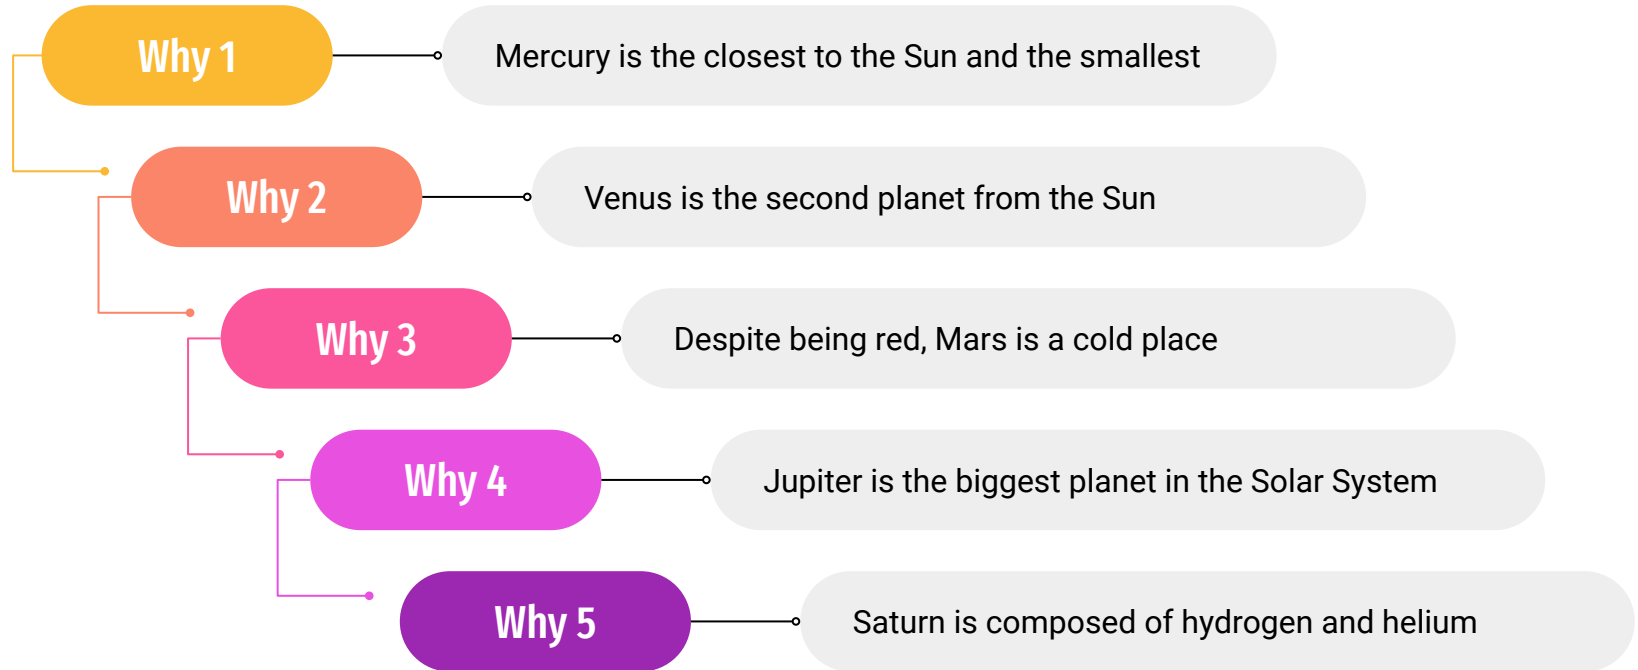 Why 1
Mercury is the closest to the Sun and the smallest
Why 2
Venus is the second planet from the Sun
Why 3
Despite being red, Mars is a cold place
Why 4
Jupiter is the biggest planet in the Solar System
Why 5
Saturn is composed of hydrogen and helium